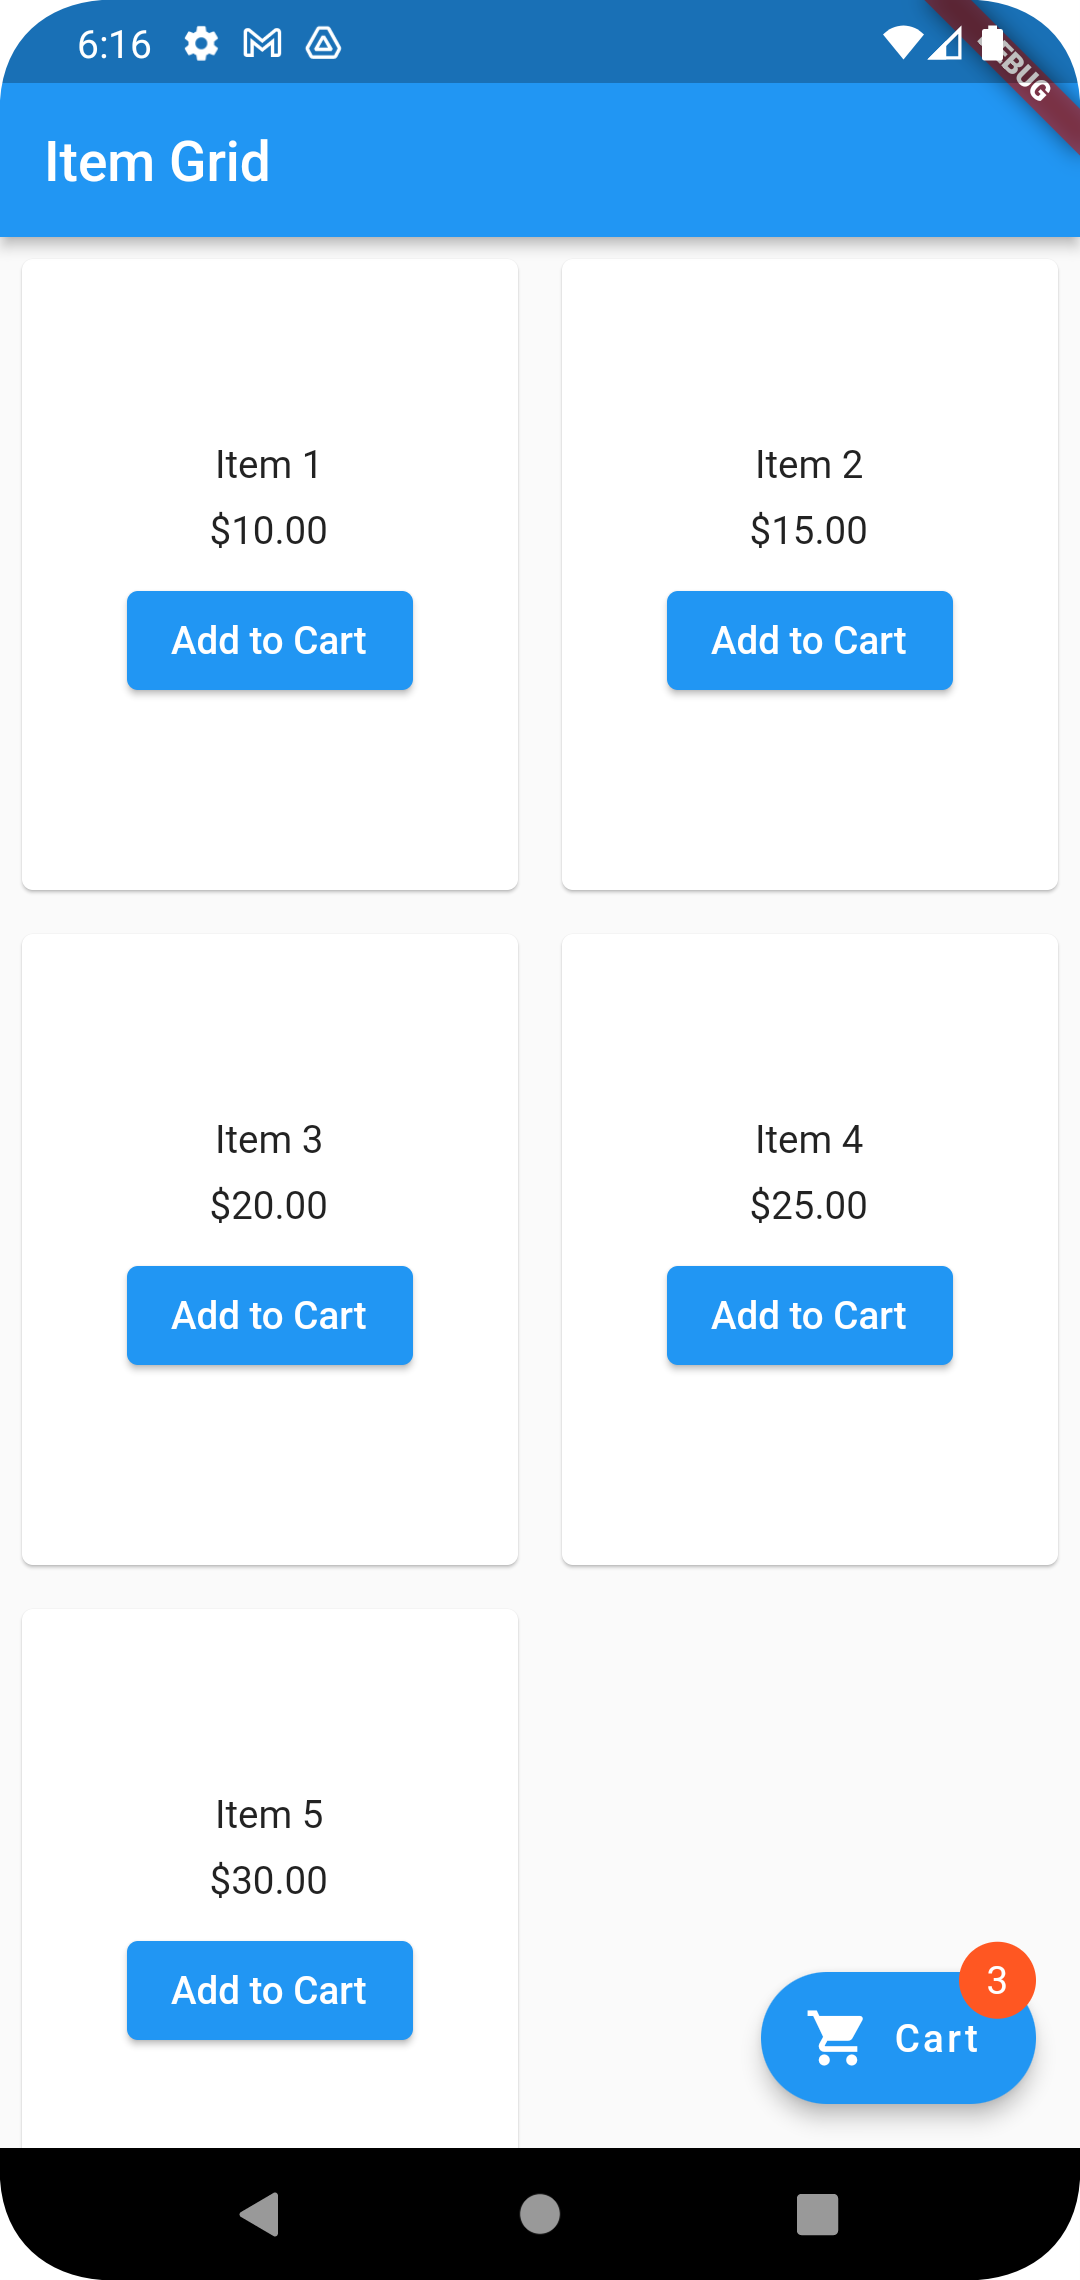 6:16
DEBUG
Item Grid
Item 1
$10.00
Add to Cart
Item 2
$15.00
Add to Cart
Item 3
$20.00
Add to Cart
Item 4
$25.00
Add to Cart
Item 5
$30.00
Add to Cart
3
Cart